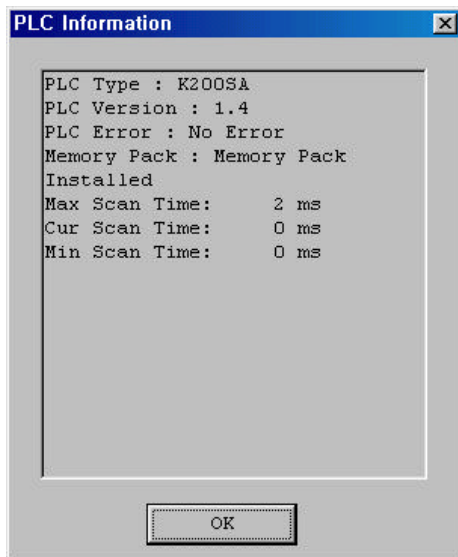 PLC Information
PLC Type : K200SA
PLC Version : 1.4
PLC Error : No Error
Memory Pack : Memory Pack
Installed
Max Scan Time: 2 ms
Cur Scan Time: 0 ms
Min Scan Time: 0 ms
OK